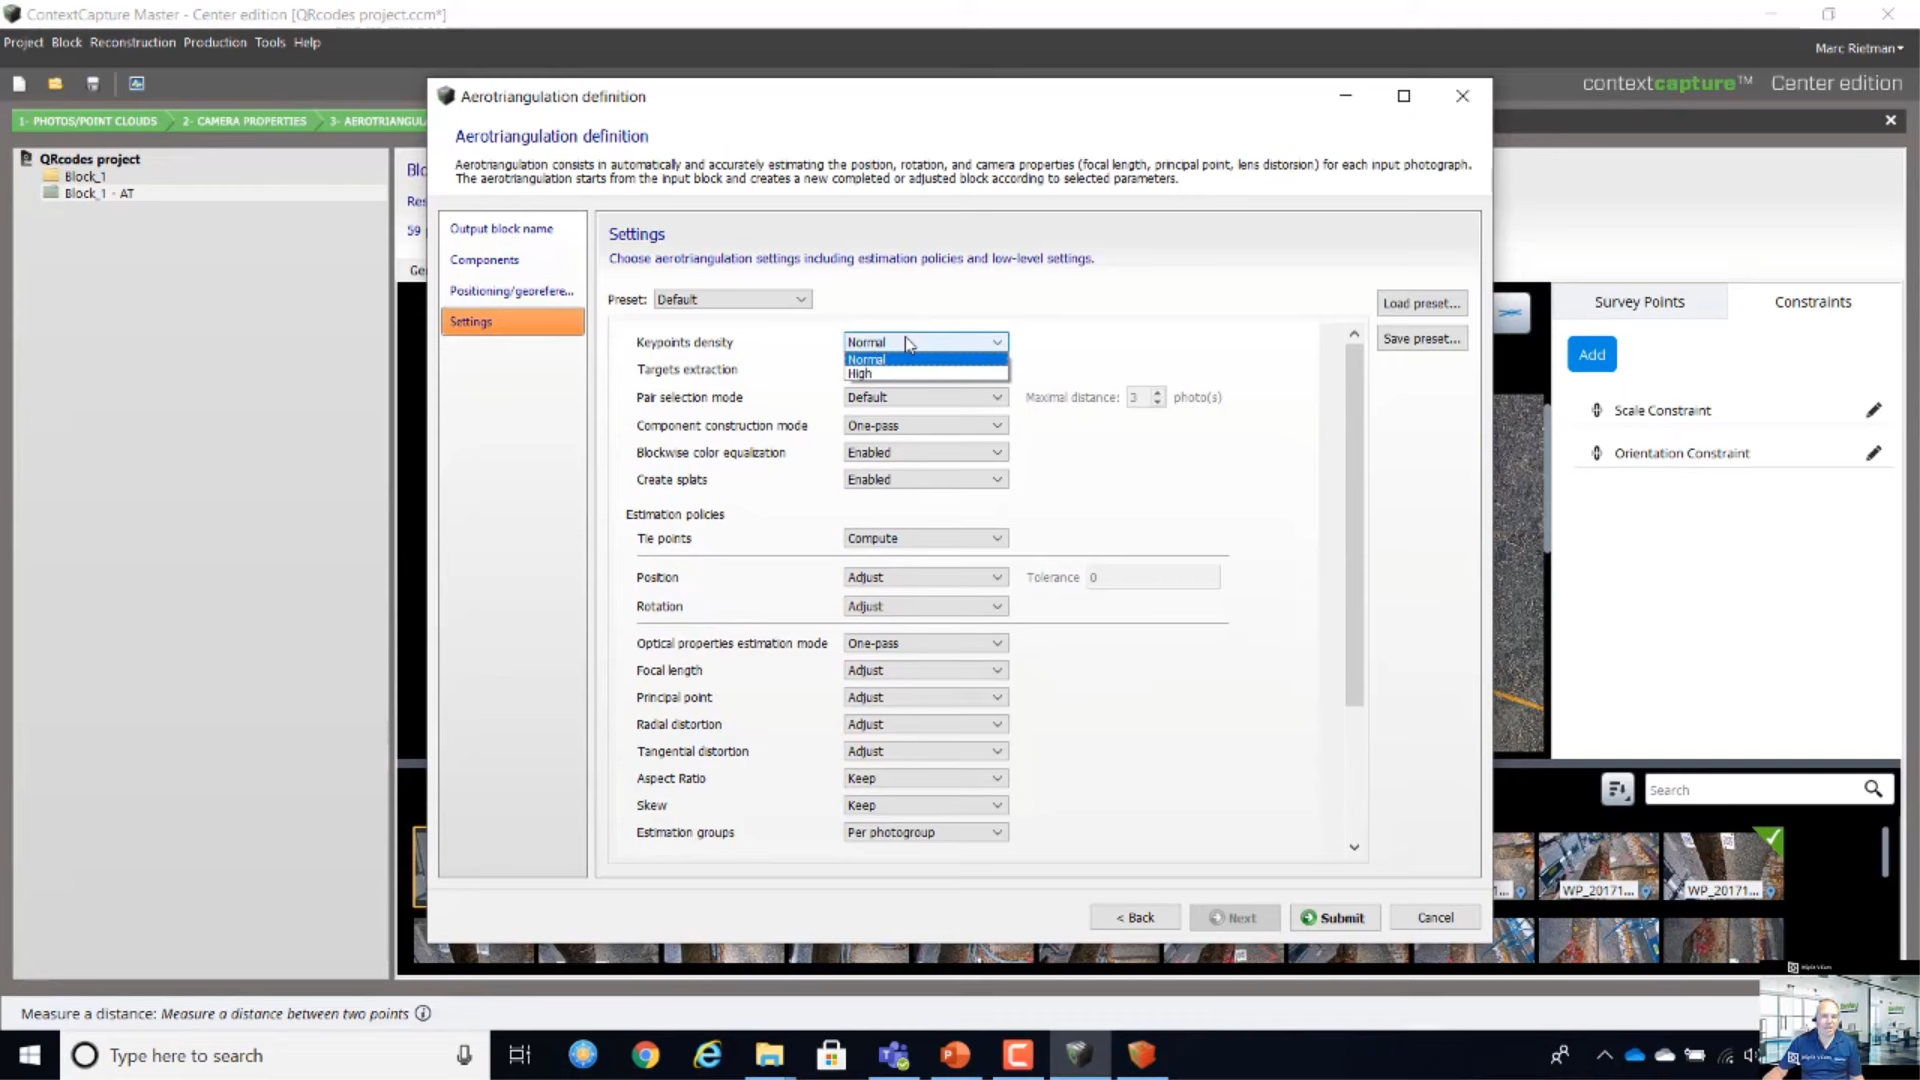 ContextCapture Master - Center edition [QRcodes project.ccm*]
Project Block Reconstruction Production Tools Help
Marc Rietman
contextcapture™ Center edition
1- PHOTOS/POINT CLOUDS 2- CAMERA PROPERTIES 3- AEROTRIANGUL
QRcodes project
Block_1
Block_1 - AT
Blo
Res
59
Ge
Aerotriangulation definition
Aerotriangulation definition
Aerotriangulation consists in automatically and accurately estimating the position, rotation, and camera properties (focal length, principal point, lens distorsion) for each input photograph.
The aerotriangulation starts from the input block and creates a new completed or adjusted block according to selected parameters.
Output block name
Components
Positioning/georefere...
Settings
Settings
Choose aerotriangulation settings including estimation policies and low-level settings.
Preset: Default
Load preset...
Save preset...
Keypoints density Normal
Normal
High
Targets extraction
Pair selection mode Default Maximal distance: 3 photo(s)
Component construction mode One-pass
Blockwise color equalization Enabled
Create splats Enabled
Estimation policies
Tie points Compute
Position Adjust Tolerance 0
Rotation Adjust
Optical properties estimation mode One-pass
Focal length Adjust
Principal point Adjust
Radial distortion Adjust
Tangential distortion Adjust
Aspect Ratio Keep
Skew Keep
Estimation groups Per photogroup
< Back Next Submit Cancel
Survey Points Constraints
Add
Scale Constraint
Orientation Constraint
Search
1... WP_20171... WP_20171...
Measure a distance: Measure a distance between two points
Type here to search